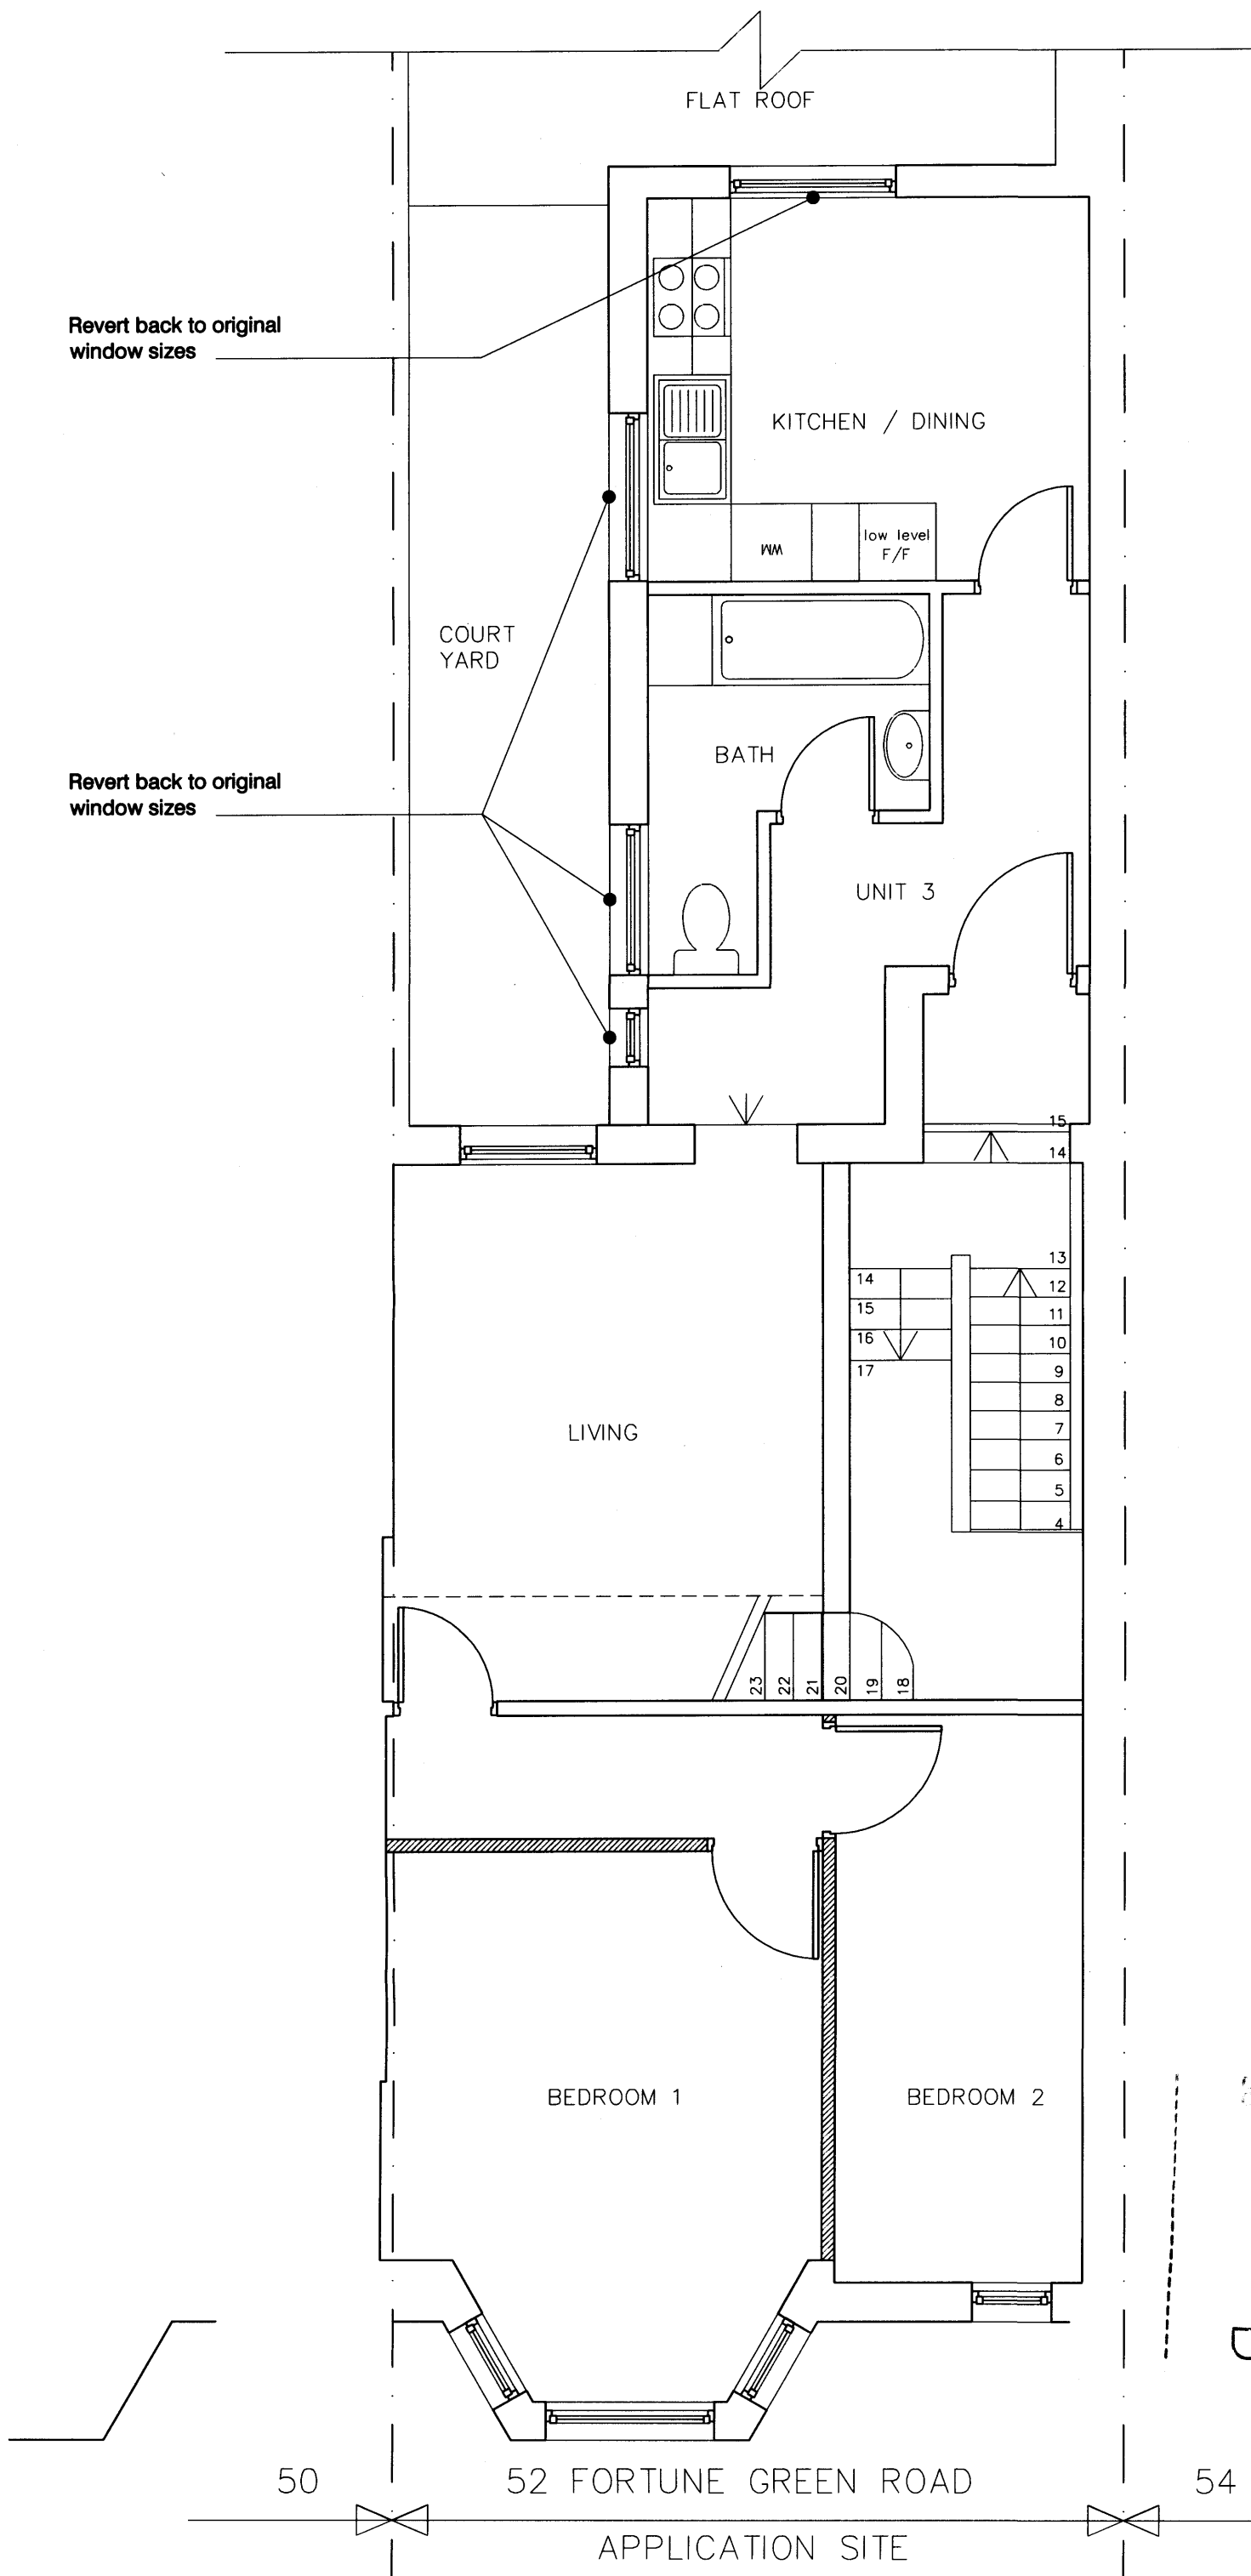 FLAT ROOF
Revert back to original
window sizes
KITCHEN / DINING
WM
low level
F/F
COURT
YARD
BATH
Revert back to original
window sizes
UNIT 3
15
14
13
12
11
10
9
8
7
6
5
4
14
15
16
17
LIVING
23
22
21
20
19
18
BEDROOM 1
BEDROOM 2
50
52 FORTUNE GREEN ROAD
54
APPLICATION SITE